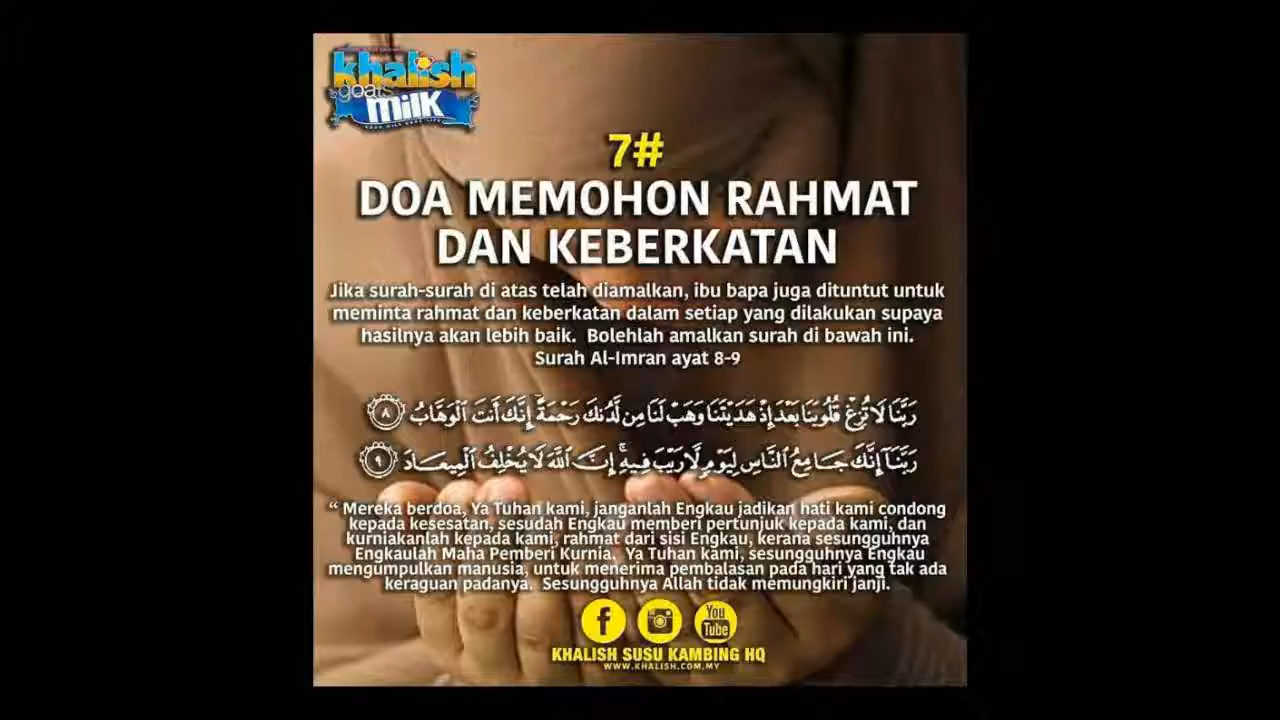 khalish
goats
milk
GOOD MILK GOOD LIFE
7#
DOA MEMOHON RAHMAT
DAN KEBERKATAN
Jika surah-surah di atas telah diamalkan, ibu bapa juga dituntut untuk
meminta rahmat dan keberkatan dalam setiap yang dilakukan supaya
hasilnya akan lebih baik. Bolehlah amalkan surah di bawah ini.
Surah Al-Imran ayat 8-9
رَبَّنَا لَا تُزِغْ قُلُوبَنَا بَعْدَ إِذْ هَدَيْتَنَا وَهَبْ لَنَا مِن لَّدُنكَ رَحْمَةً ۚ إِنَّكَ أَنتَ الْوَهَّابُ ٨
رَبَّنَآ إِنَّكَ جَامِعُ النَّاسِ لِيَوْمٍ لَّا رَيْبَ فِيهِ ۚ إِنَّ اللَّهَ لَا يُخْلِفُ الْمِيعَادَ ٩
“ Mereka berdoa, Ya Tuhan kami, janganlah Engkau jadikan hati kami condong
kepada kesesatan, sesudah Engkau memberi pertunjuk kepada kami, dan
kurniakanlah kepada kami, rahmat dari sisi Engkau, kerana sesungguhnya
Engkaulah Maha Pemberi Kurnia. Ya Tuhan kami, sesungguhnya Engkau
mengumpulkan manusia, untuk menerima pembalasan pada hari yang tak ada
keraguan padanya. Sesungguhnya Allah tidak memungkiri janji.
f
You
Tube
KHALISH SUSU KAMBING HQ
WWW.KHALISH.COM.MY